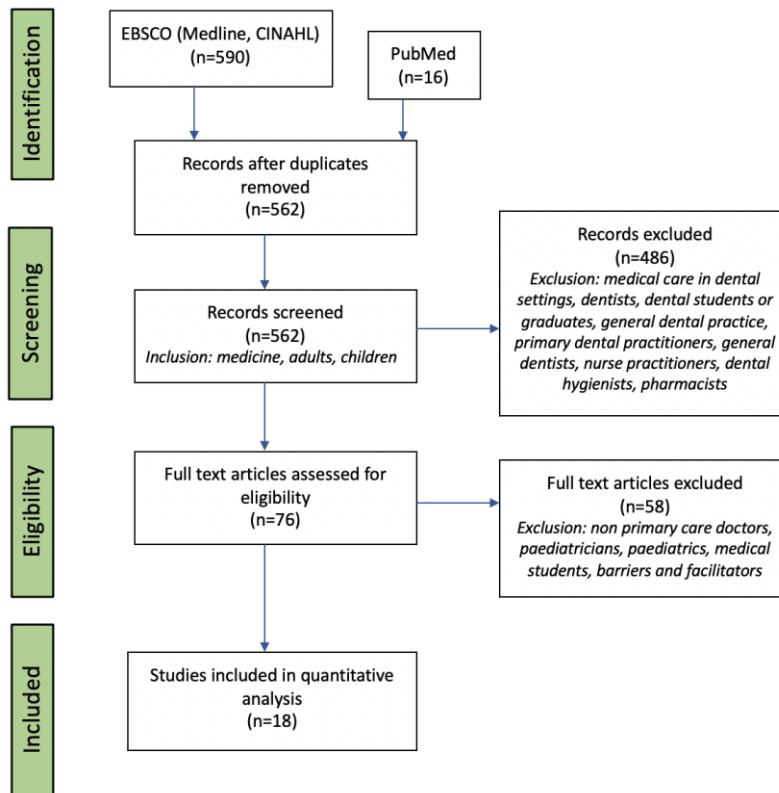 Identification
EBSCO (Medline, CINAHL)
(n=590)
PubMed
(n=16)
Records after duplicates
removed
(n=562)
Screening
Records screened
(n=562)
Inclusion: medicine, adults, children
Records excluded
(n=486)
Exclusion: medical care in dental
settings, dentists, dental students or
graduates, general dental practice,
primary dental practitioners, general
dentists, nurse practitioners, dental
hygienists, pharmacists
Eligibility
Full text articles assessed for
eligibility
(n=76)
Full text articles excluded
(n=58)
Exclusion: non primary care doctors,
paediatricians, paediatrics, medical
students, barriers and facilitators
Included
Studies included in quantitative
analysis
(n=18)